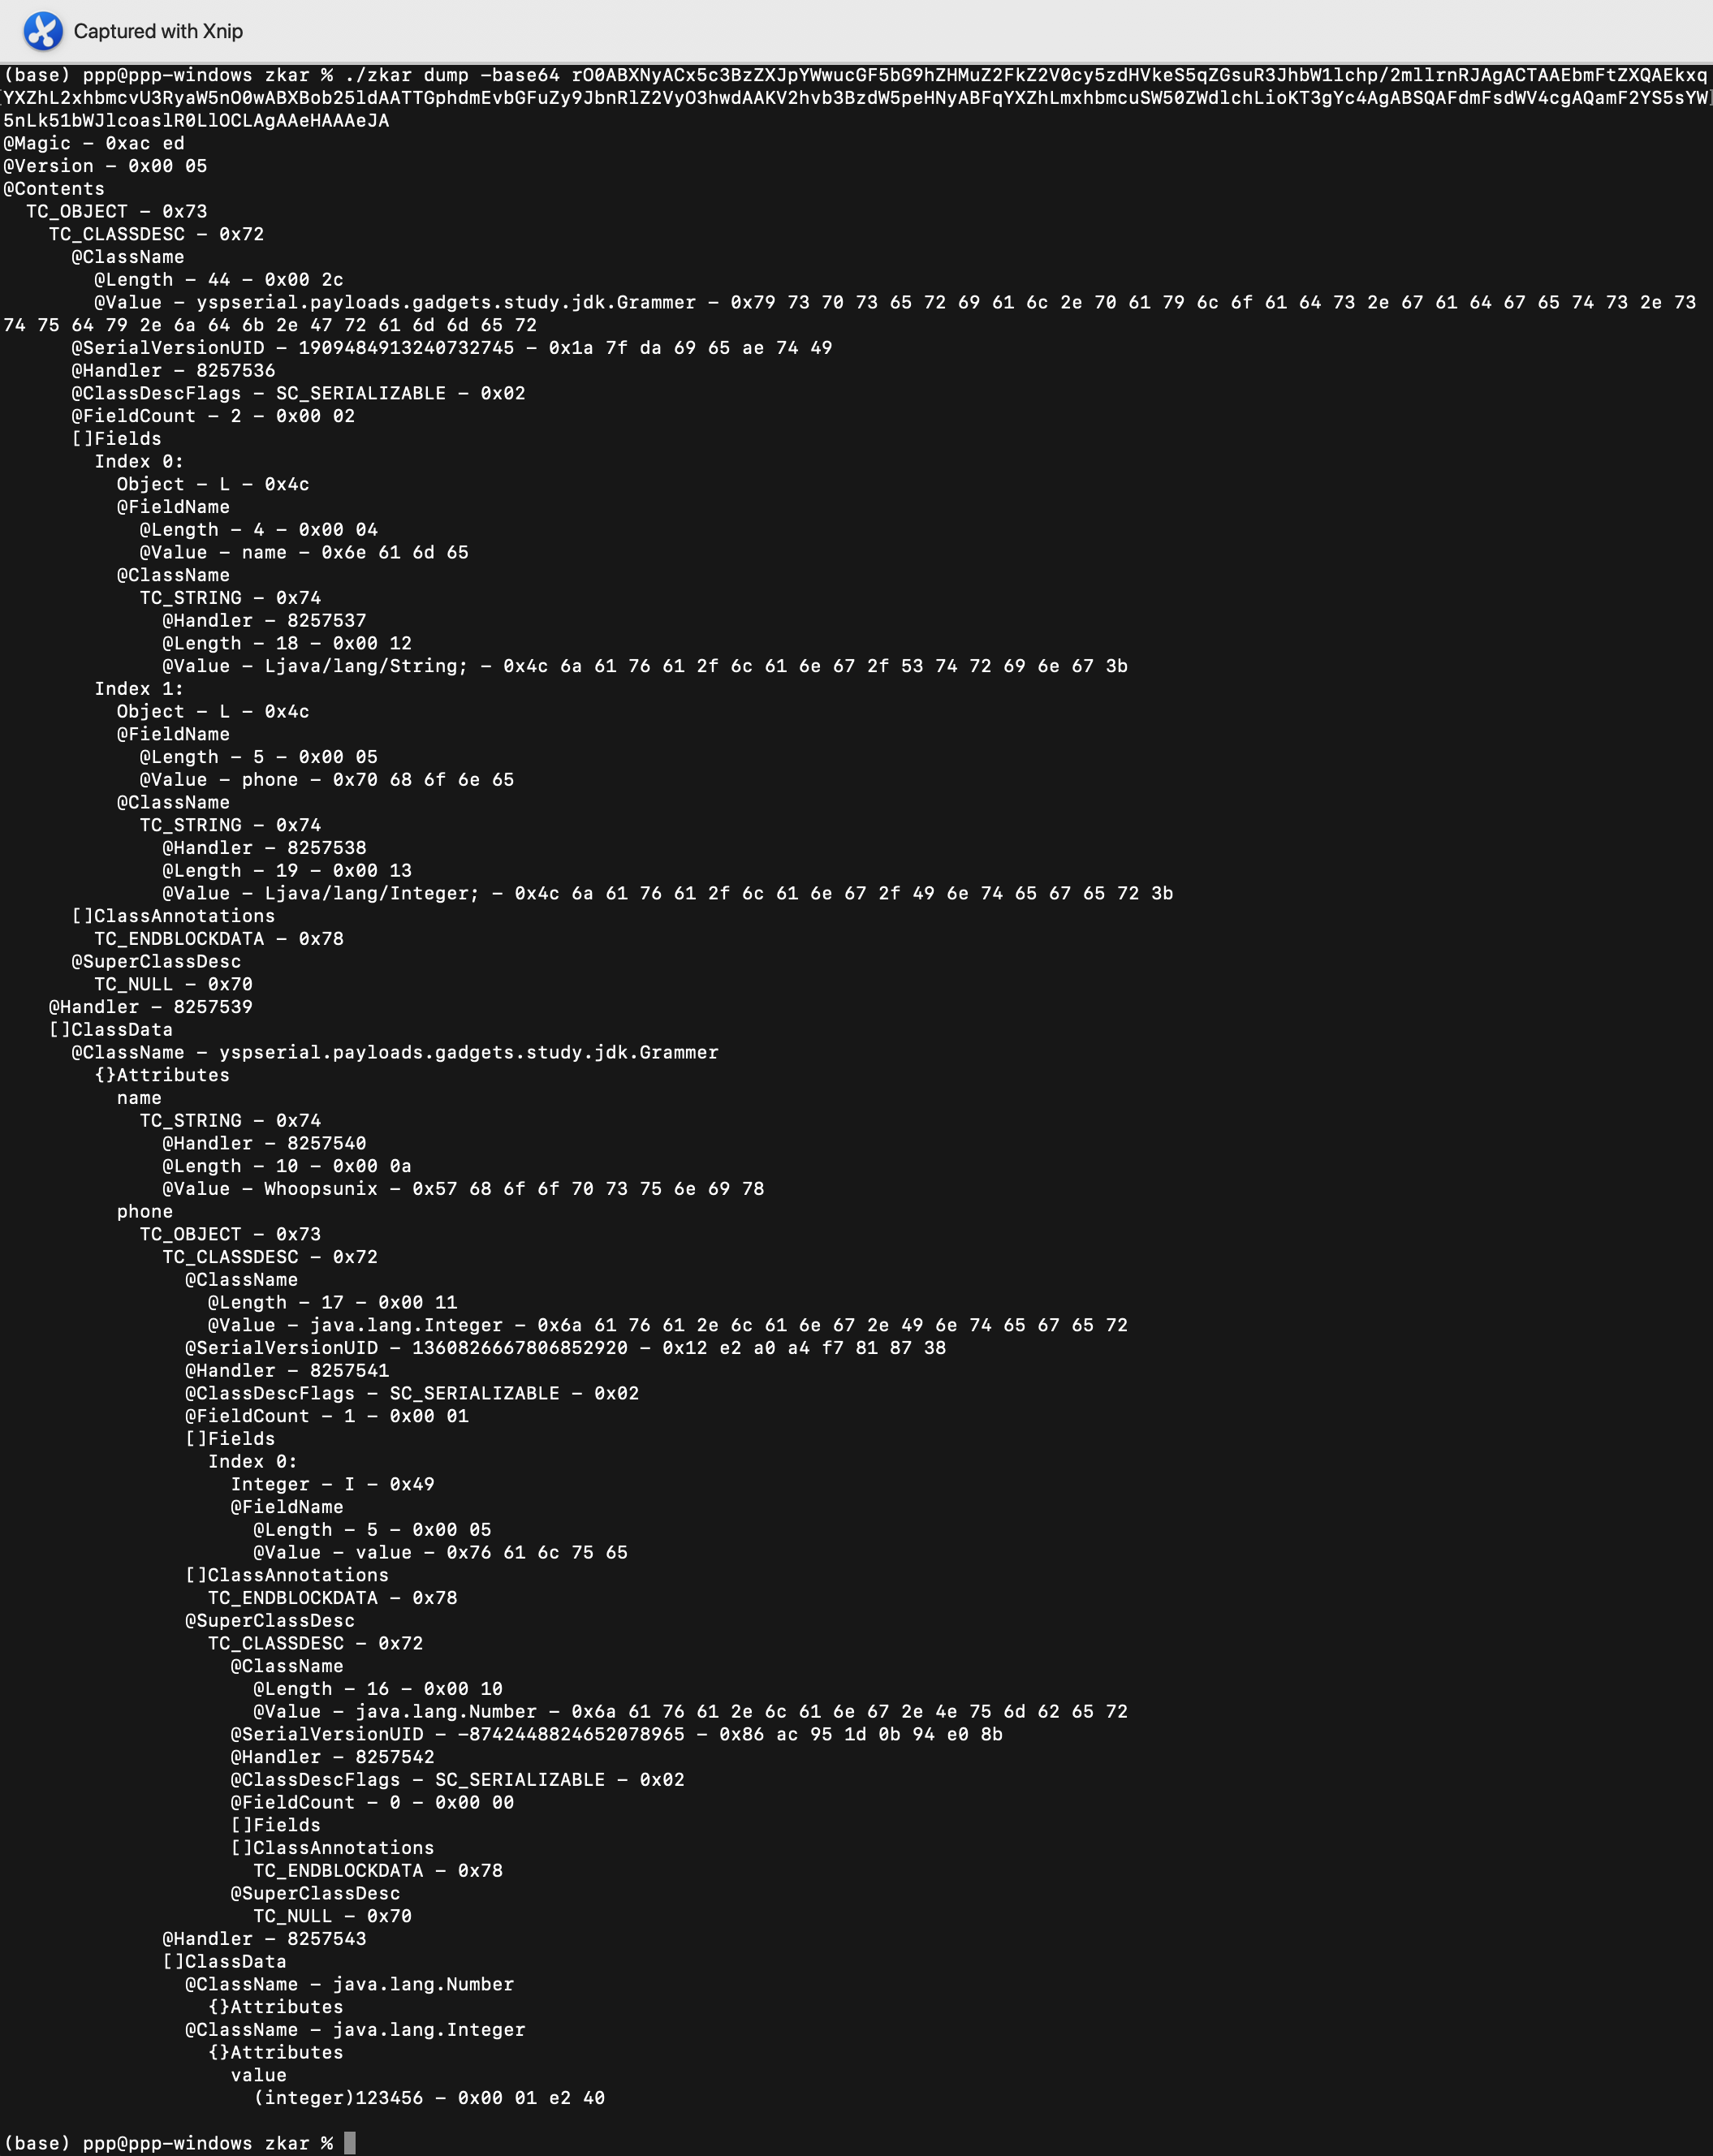 Captured with Xnip
(base) ppp@ppp-windows zkar % ./zkar dump -base64 rO0ABXNyACx5c3BzZXJpYWwucGF5bG9hZHMuZ2FkZ2V0cy5zdHVkeS5qZGsuR3JhbW1lchp/2mllrnRJAgACTAAEbmFtZXQAEkxq
YXZhL2xhbmcvU3RyaW5nO0wABXBob25ldAATTGphdmEvbGFuZy9JbnRlZ2VyO3hwdAAKV2hvb3BzdW5peHNyABFqYXZhLmxhbmcuSW50ZWdlchLioKT3gYc4AgABSQAFdmFsdWV4cgAQamF2YS5sYW
5nLk51bWJlcoaslR0LlOCLAgAAeHAAAeJA
@Magic - 0xac ed
@Version - 0x00 05
@Contents
  TC_OBJECT - 0x73
    TC_CLASSDESC - 0x72
      @ClassName
        @Length - 44 - 0x00 2c
        @Value - yspserial.payloads.gadgets.study.jdk.Grammer - 0x79 73 70 73 65 72 69 61 6c 2e 70 61 79 6c 6f 61 64 73 2e 67 61 64 67 65 74 73 2e 73
74 75 64 79 2e 6a 64 6b 2e 47 72 61 6d 6d 65 72
      @SerialVersionUID - 1909484913240732745 - 0x1a 7f da 69 65 ae 74 49
      @Handler - 8257536
      @ClassDescFlags - SC_SERIALIZABLE - 0x02
      @FieldCount - 2 - 0x00 02
      []Fields
        Index 0:
          Object - L - 0x4c
          @FieldName
            @Length - 4 - 0x00 04
            @Value - name - 0x6e 61 6d 65
          @ClassName
            TC_STRING - 0x74
              @Handler - 8257537
              @Length - 18 - 0x00 12
              @Value - Ljava/lang/String; - 0x4c 6a 61 76 61 2f 6c 61 6e 67 2f 53 74 72 69 6e 67 3b
        Index 1:
          Object - L - 0x4c
          @FieldName
            @Length - 5 - 0x00 05
            @Value - phone - 0x70 68 6f 6e 65
          @ClassName
            TC_STRING - 0x74
              @Handler - 8257538
              @Length - 19 - 0x00 13
              @Value - Ljava/lang/Integer; - 0x4c 6a 61 76 61 2f 6c 61 6e 67 2f 49 6e 74 65 67 65 72 3b
      []ClassAnnotations
        TC_ENDBLOCKDATA - 0x78
      @SuperClassDesc
        TC_NULL - 0x70
    @Handler - 8257539
    []ClassData
      @ClassName - yspserial.payloads.gadgets.study.jdk.Grammer
        {}Attributes
          name
            TC_STRING - 0x74
              @Handler - 8257540
              @Length - 10 - 0x00 0a
              @Value - Whoopsunix - 0x57 68 6f 6f 70 73 75 6e 69 78
          phone
            TC_OBJECT - 0x73
              TC_CLASSDESC - 0x72
                @ClassName
                  @Length - 17 - 0x00 11
                  @Value - java.lang.Integer - 0x6a 61 76 61 2e 6c 61 6e 67 2e 49 6e 74 65 67 65 72
                @SerialVersionUID - 1360826667806852920 - 0x12 e2 a0 a4 f7 81 87 38
                @Handler - 8257541
                @ClassDescFlags - SC_SERIALIZABLE - 0x02
                @FieldCount - 1 - 0x00 01
                []Fields
                  Index 0:
                    Integer - I - 0x49
                    @FieldName
                      @Length - 5 - 0x00 05
                      @Value - value - 0x76 61 6c 75 65
                []ClassAnnotations
                  TC_ENDBLOCKDATA - 0x78
                @SuperClassDesc
                  TC_CLASSDESC - 0x72
                    @ClassName
                      @Length - 16 - 0x00 10
                      @Value - java.lang.Number - 0x6a 61 76 61 2e 6c 61 6e 67 2e 4e 75 6d 62 65 72
                    @SerialVersionUID - -8742448824652078965 - 0x86 ac 95 1d 0b 94 e0 8b
                    @Handler - 8257542
                    @ClassDescFlags - SC_SERIALIZABLE - 0x02
                    @FieldCount - 0 - 0x00 00
                    []Fields
                    []ClassAnnotations
                      TC_ENDBLOCKDATA - 0x78
                    @SuperClassDesc
                      TC_NULL - 0x70
              @Handler - 8257543
              []ClassData
                @ClassName - java.lang.Number
                  {}Attributes
                @ClassName - java.lang.Integer
                  {}Attributes
                    value
                      (integer)123456 - 0x00 01 e2 40
(base) ppp@ppp-windows zkar %